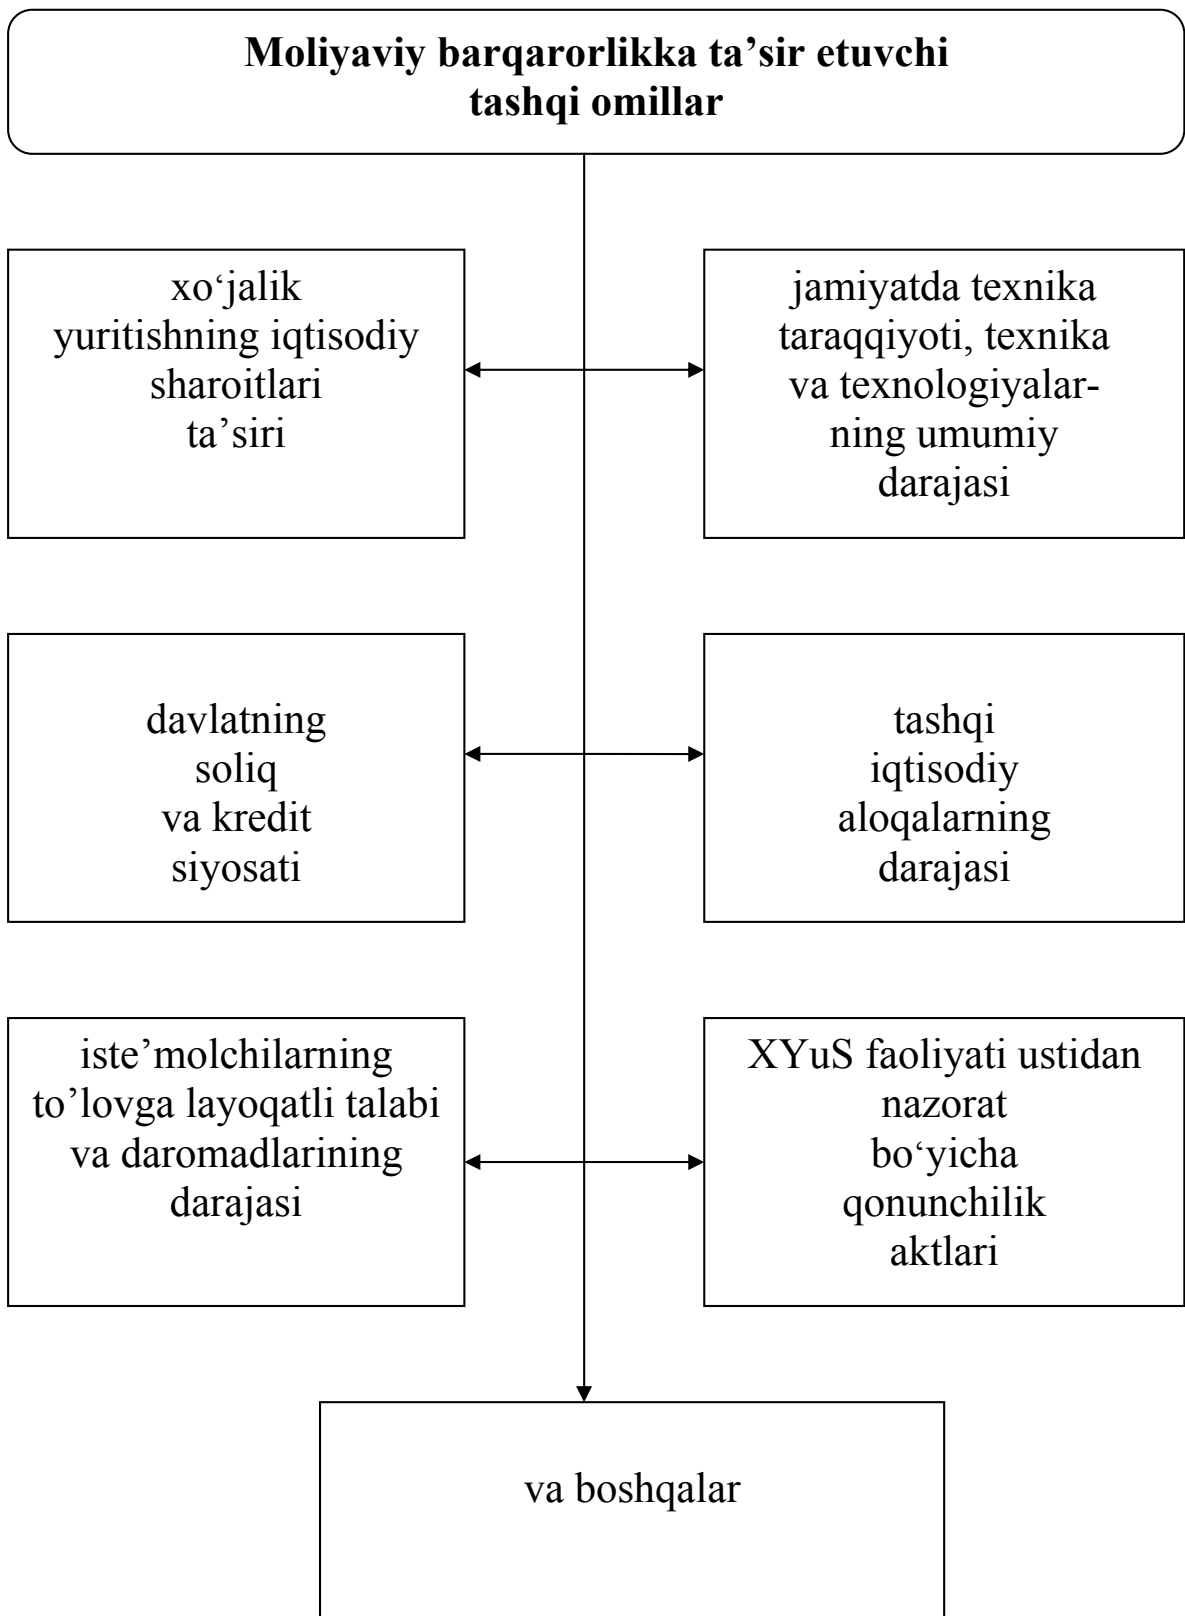 Moliyaviy barqarorlikka ta’sir etuvchi
tashqi omillar
xo‘jalik
yuritishning iqtisodiy
sharoitlari
ta’siri
jamiyatda texnika
taraqqiyoti, texnika
va texnologiyalar-
ning umumiy
darajasi
davlatning
soliq
va kredit
siyosati
tashqi
iqtisodiy
aloqalarning
darajasi
iste’molchilarning
to’lovga layoqatli talabi
va daromadlarining
darajasi
XYuS faoliyati ustidan
nazorat
bo‘yicha
qonunchilik
aktlari
va boshqalar